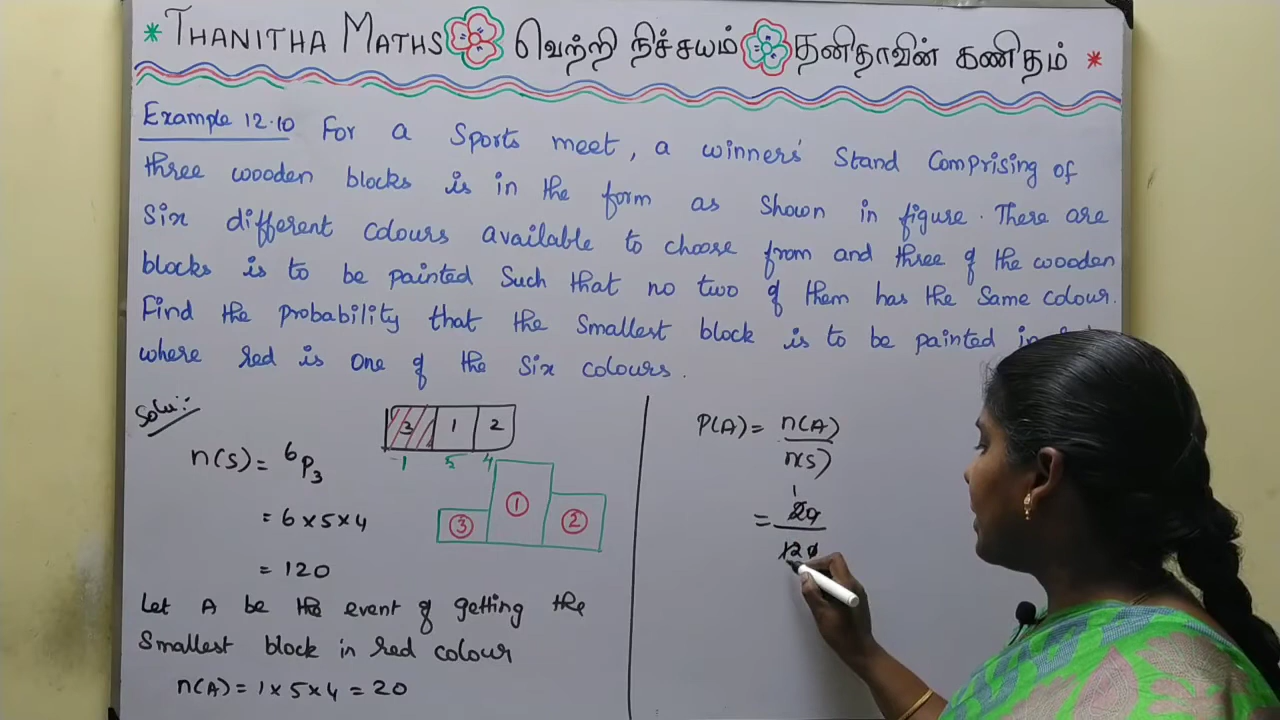 * THANITHA MATHS வெற்றி நிச்சயம் தனிதாவின் கணிதம் *
Example 12.10 For a Sports meet, a winners' Stand Comprising of
three wooden blocks is in the form as shown in figure. There are
Six different colours available to choose from and three of the wooden
blocks is to be painted Such that no two of them has the Same colour.
Find the probability that the Smallest block is to be painted in
where red is one of the Six colours.
Solu:-
n(S) = 6P3
= 6 × 5 × 4
= 120
3 1 2
1 5 4
① ② ③
Let A be the event of getting the
Smallest block in red colour
n(A) = 1 × 5 × 4 = 20
P(A) = n(A)
n(S)
1
= 20
120